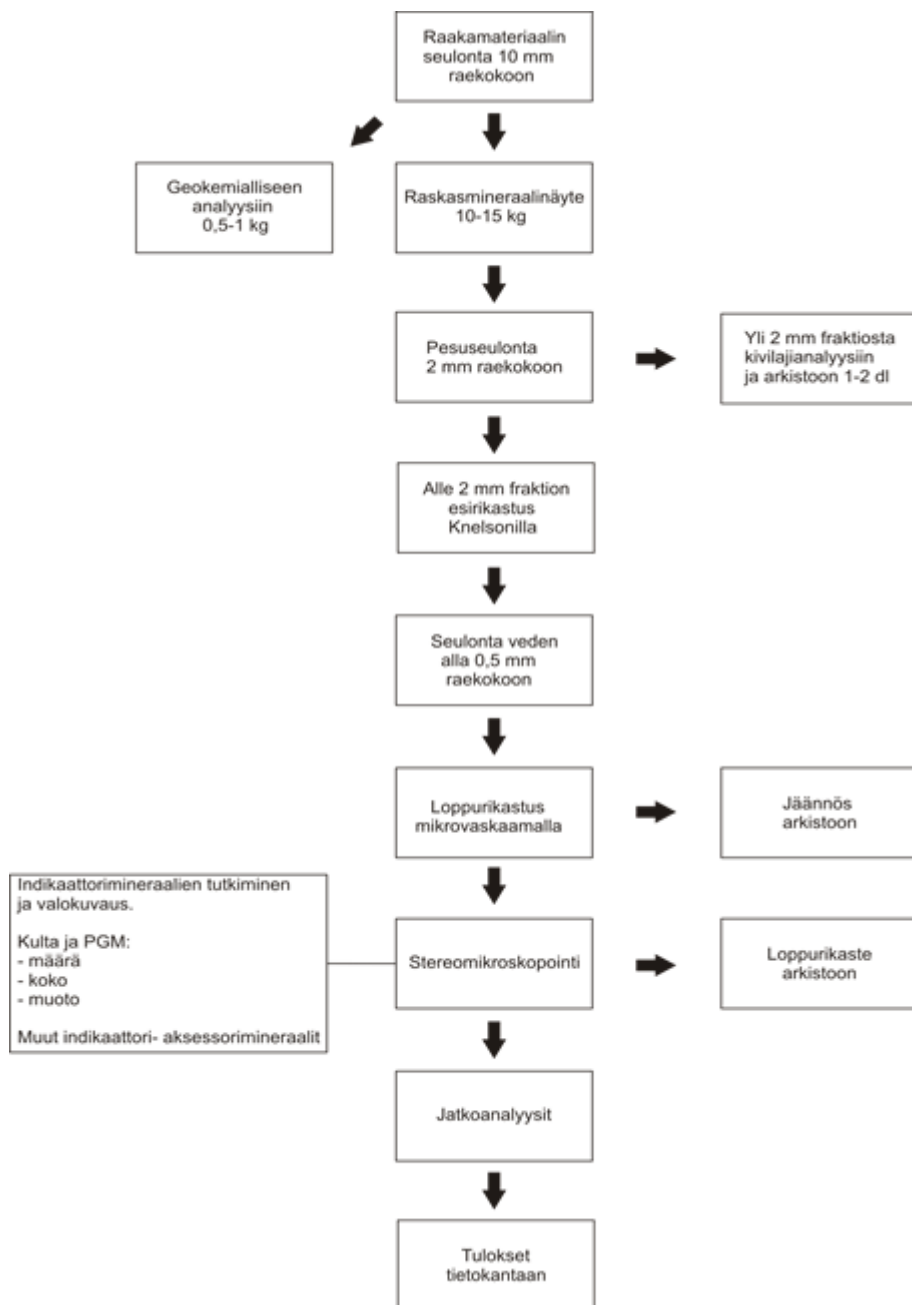 Raakamateriaalin
seulonta 10 mm
raekokoon
Geokemialliseen
analyysiin
0,5-1 kg
Raskasmineraalinäyte
10-15 kg
Pesuseulonta
2 mm raekokoon
Yli 2 mm fraktiosta
kivilajianalyysiin
ja arkistoon 1-2 dl
Alle 2 mm fraktion
esirikastus
Knelsonilla
Seulonta veden
alla 0,5 mm
raekokoon
Loppurikastus
mikrovaskaamalla
Jäännös
arkistoon
Indikaattorimineraalien tutkiminen
ja valokuvaus.
Kulta ja PGM:
- määrä
- koko
- muoto
Muut indikaattori- aksessorimineraalit
Stereomikroskopointi
Loppurikaste
arkistoon
Jatkoanalyysit
Tulokset
tietokantaan